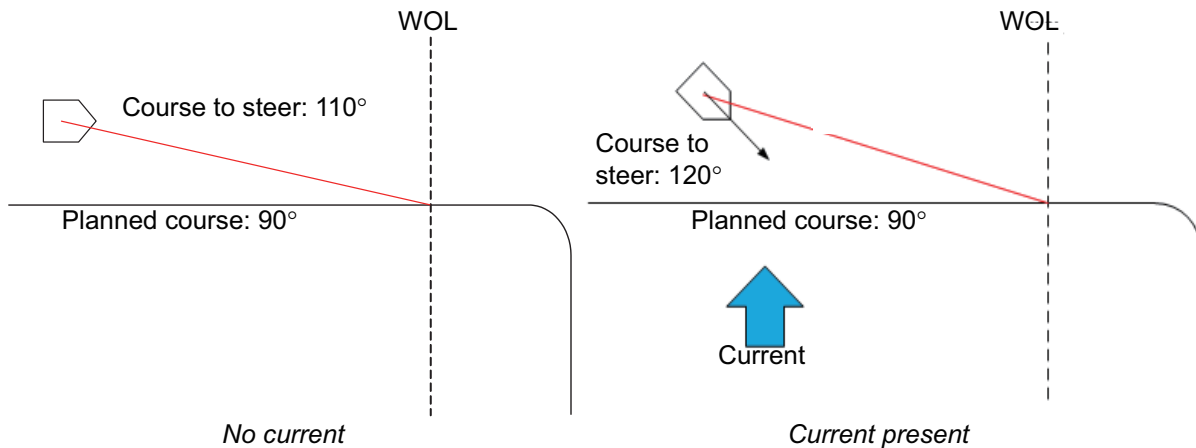 WOL
Course to steer: 110°
Planned course: 90°
No current
WOL
Course to
steer: 120°
Planned course: 90°
Current
Current present